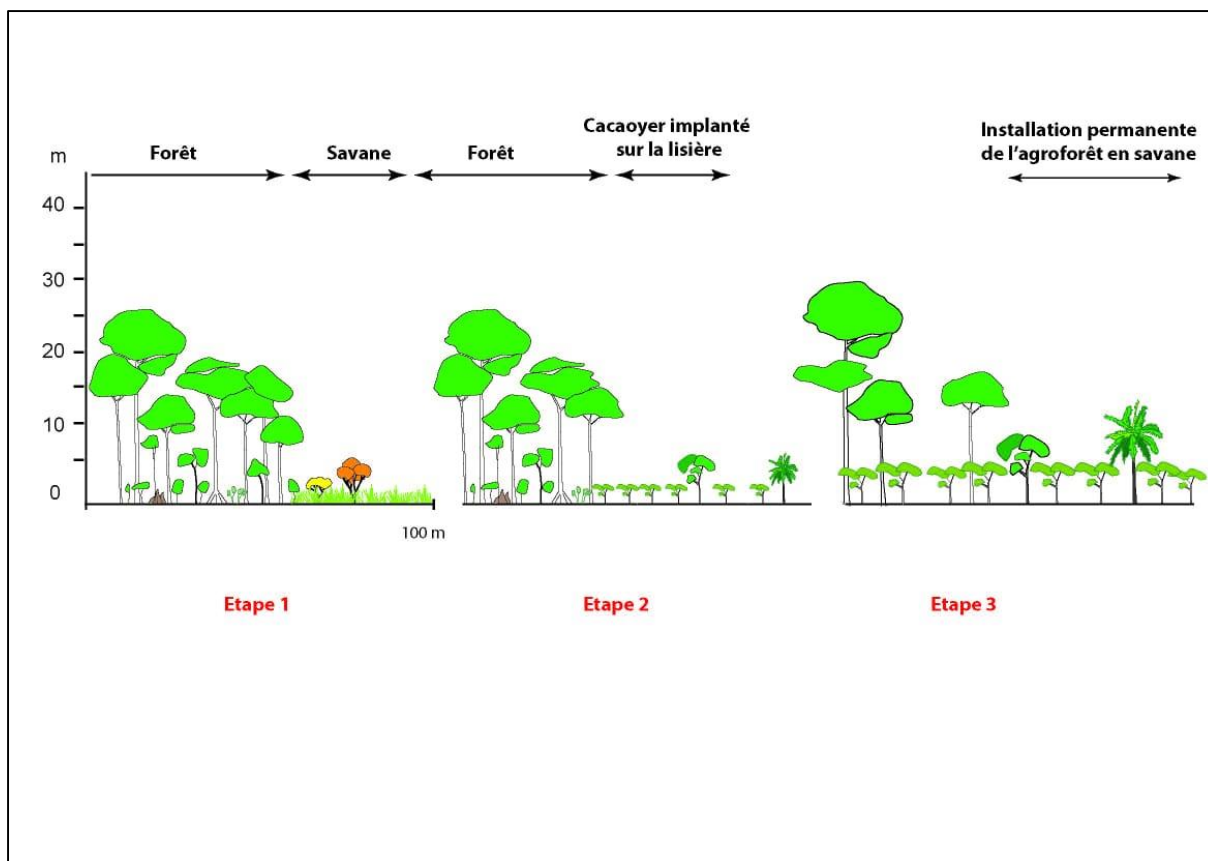 Cacaoyer implanté
sur la lisière
Installation permanente
de l'agroforêt en savane
m
Forêt
Savane
Forêt
40
30
20
10
0
100 m
Etape 1
Etape 2
Etape 3